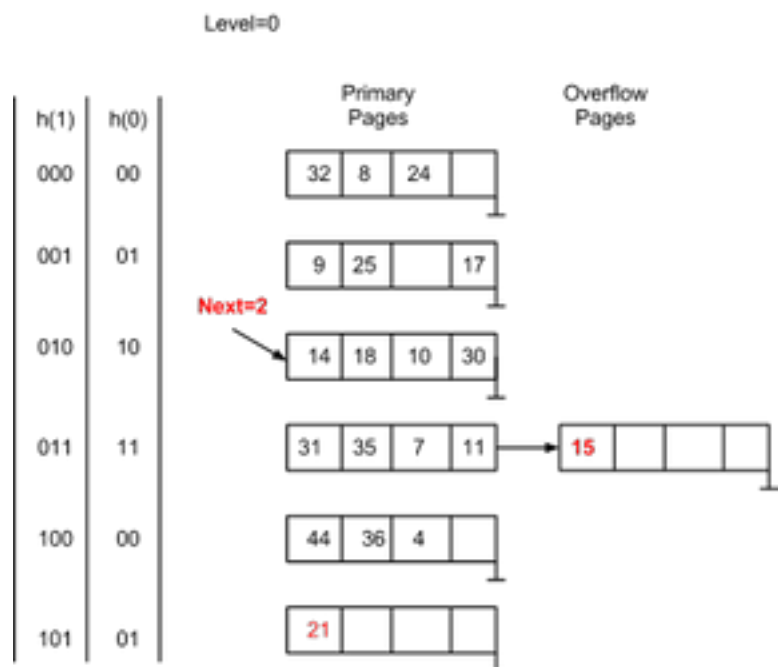 Level=0
h(1) h(0) Primary Pages Overflow Pages
000 00 32 8 24
001 01 9 25 17
Next=2
010 10 14 18 10 30
011 11 31 35 7 11 15
100 00 44 36 4
101 01 21